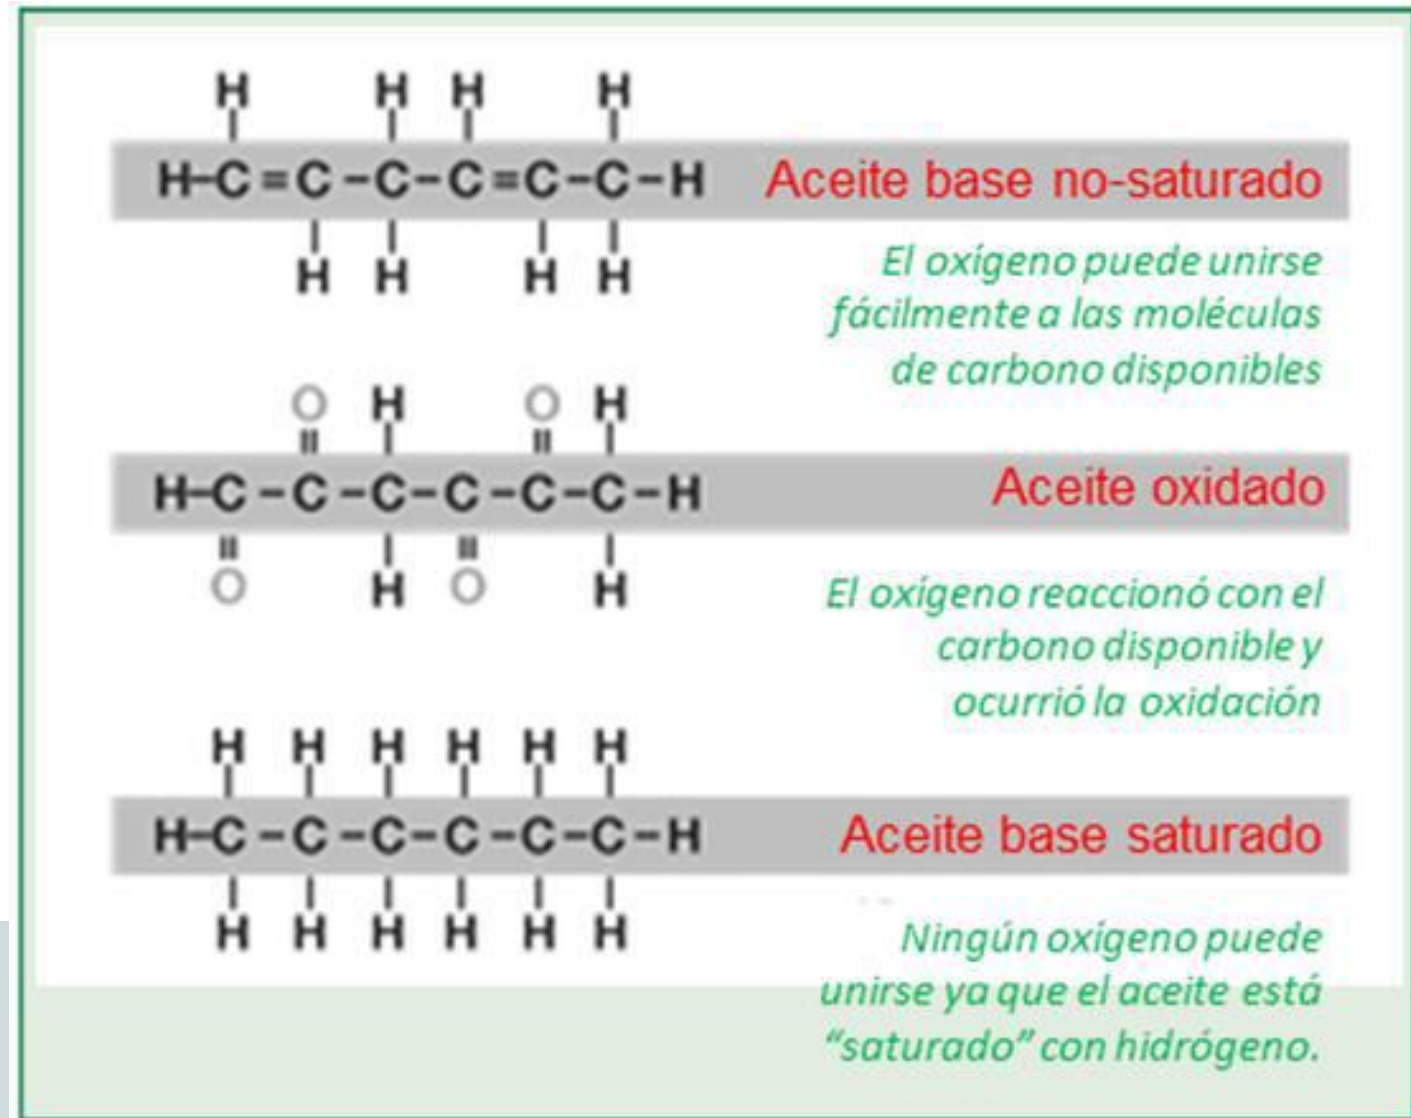 H H H H
H-C=C-C-C=C-C-H Aceite base no-saturado
H H H H
El oxígeno puede unirse
fácilmente a las moléculas
de carbono disponibles
O H O H
H-C-C-C-C-C-C-H Aceite oxidado
O H O H
El oxígeno reaccionó con el
carbono disponible y
ocurrió la oxidación
H H H H H H
H-C-C-C-C-C-C-H Aceite base saturado
H H H H H H
Ningún oxígeno puede
unirse ya que el aceite está
“saturado” con hidrógeno.